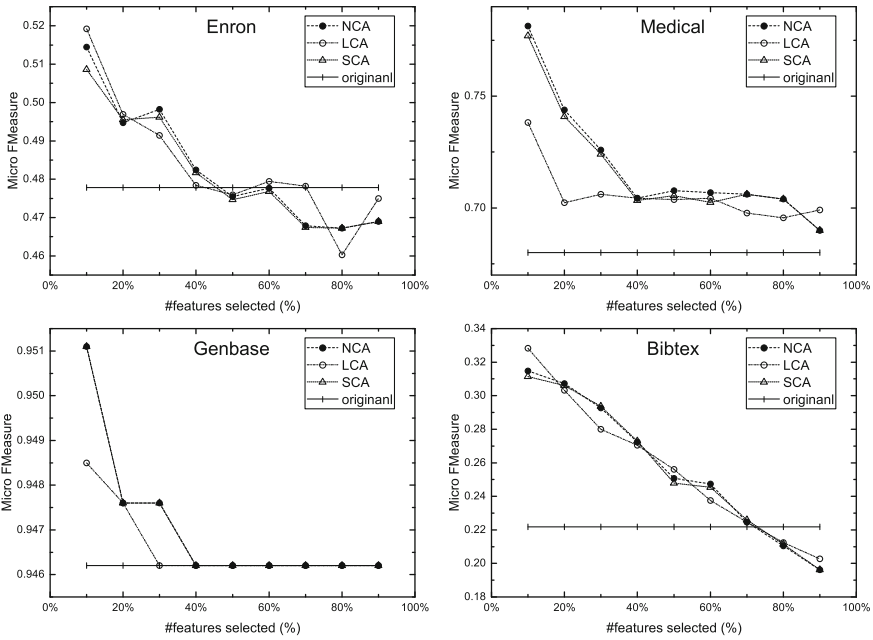 Enron
NCA
LCA
SCA
originanl
0.52
0.51
0.50
0.49
0.48
0.47
0.46
Micro FMeasure
0%
20%
40%
60%
80%
100%
#features selected (%)
Medical
NCA
LCA
SCA
originanl
0.75
0.70
Micro FMeasure
0%
20%
40%
60%
80%
100%
#features selected (%)
Genbase
NCA
LCA
SCA
originanl
0.951
0.950
0.949
0.948
0.947
0.946
Micro FMeasure
0%
20%
40%
60%
80%
100%
#features selected (%)
Bibtex
NCA
LCA
SCA
originanl
0.34
0.32
0.30
0.28
0.26
0.24
0.22
0.20
0.18
Micro FMeasure
0%
20%
40%
60%
80%
100%
#features selected (%)